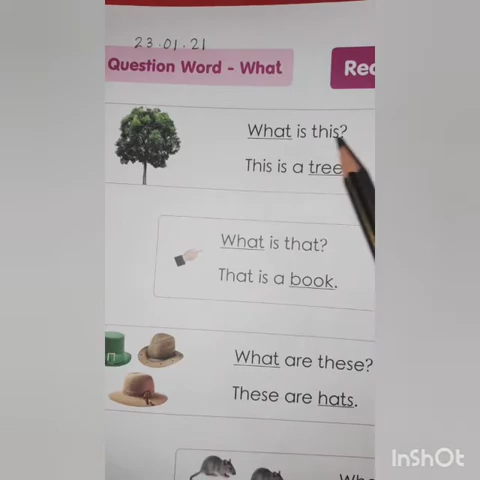 23.01.21
Question Word - What
What is this?
This is a tree
What is that?
That is a book.
What are these?
These are hats.
InShOt